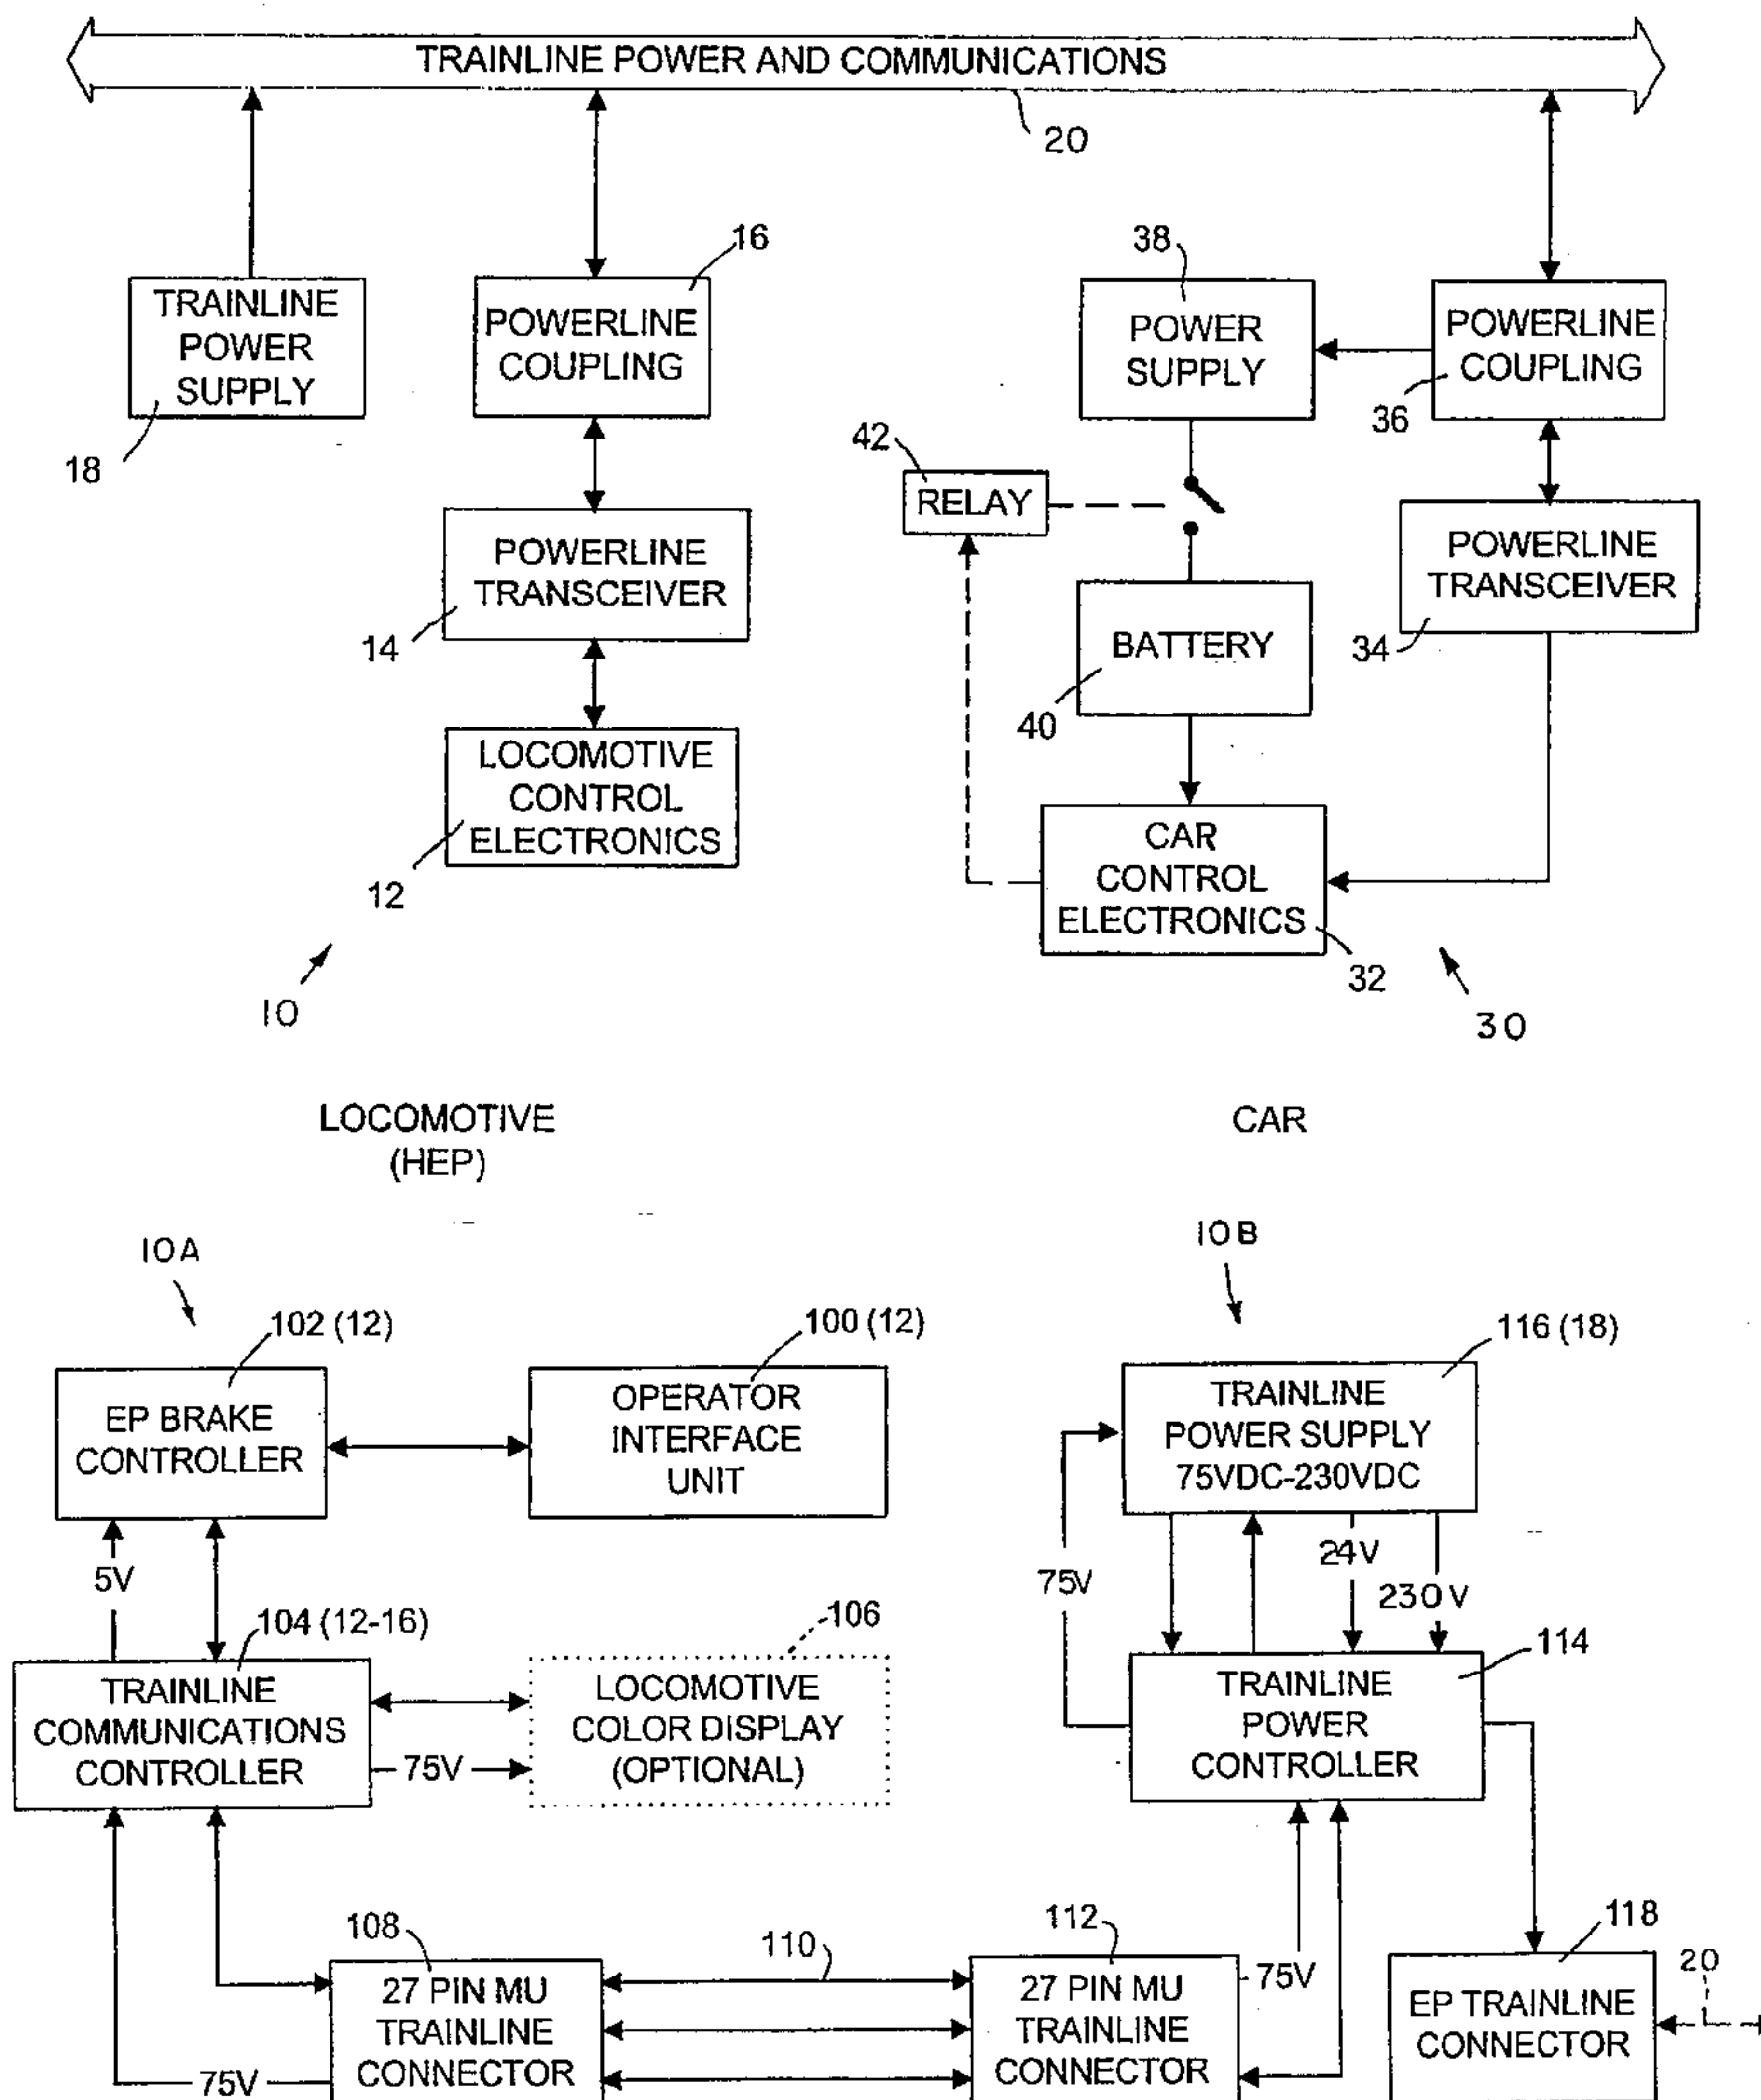 TRAINLINE POWER AND COMMUNICATIONS
20
16
38
TRAINLINE
POWER
SUPPLY
18
POWERLINE
COUPLING
POWER
SUPPLY
POWERLINE
COUPLING
36
42
RELAY
POWERLINE
TRANSCEIVER
14
POWERLINE
TRANSCEIVER
34
BATTERY
40
LOCOMOTIVE
CONTROL
ELECTRONICS
12
CAR
CONTROL
ELECTRONICS
32
10
30
LOCOMOTIVE
(HEP)
CAR
10A
10B
102 (12)
100 (12)
116 (18)
EP BRAKE
CONTROLLER
OPERATOR
INTERFACE
UNIT
TRAINLINE
POWER SUPPLY
75VDC-230VDC
5V
75V
24V
230V
104 (12-16)
106
114
TRAINLINE
COMMUNICATIONS
CONTROLLER
75V
LOCOMOTIVE
COLOR DISPLAY
(OPTIONAL)
TRAINLINE
POWER
CONTROLLER
108
110
112
118
27 PIN MU
TRAINLINE
CONNECTOR
75V
27 PIN MU
TRAINLINE
CONNECTOR
75V
EP TRAINLINE
CONNECTOR
20